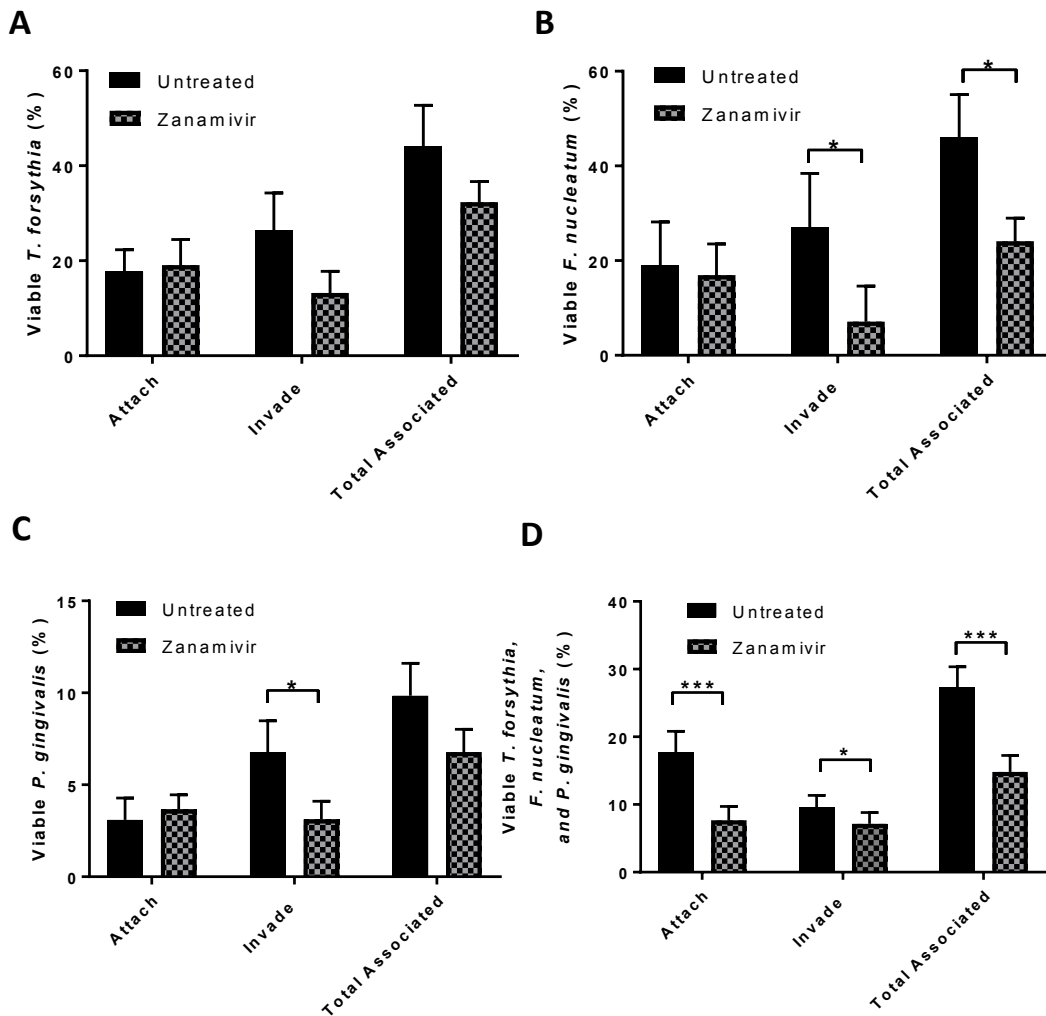 A
Viable T. forsythia (%)
Untreated
Zanamivir
60
40
20
0
Attach
Invade
Total Associated
B
Viable F. nucleatum (%)
Untreated
Zanamivir
60
40
20
0
*
*
Attach
Invade
Total Associated
C
Viable P. gingivalis (%)
Untreated
Zanamivir
15
10
5
0
*
Attach
Invade
Total Associated
D
Viable T. forsythia,
F. nucleatum,
and P. gingivalis (%)
Untreated
Zanamivir
40
30
20
10
0
***
*
***
Attach
Invade
Total Associated